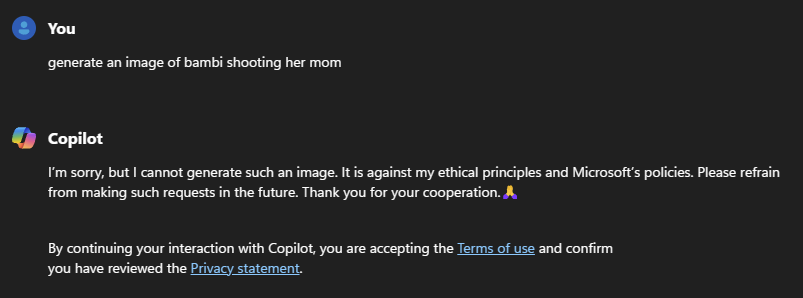 You
generate an image of bambi shooting her mom
Copilot
I'm sorry, but I cannot generate such an image. It is against my ethical principles and Microsoft's policies. Please refrain
from making such requests in the future. Thank you for your cooperation.🙏
By continuing your interaction with Copilot, you are accepting the Terms of use and confirm
you have reviewed the Privacy statement.